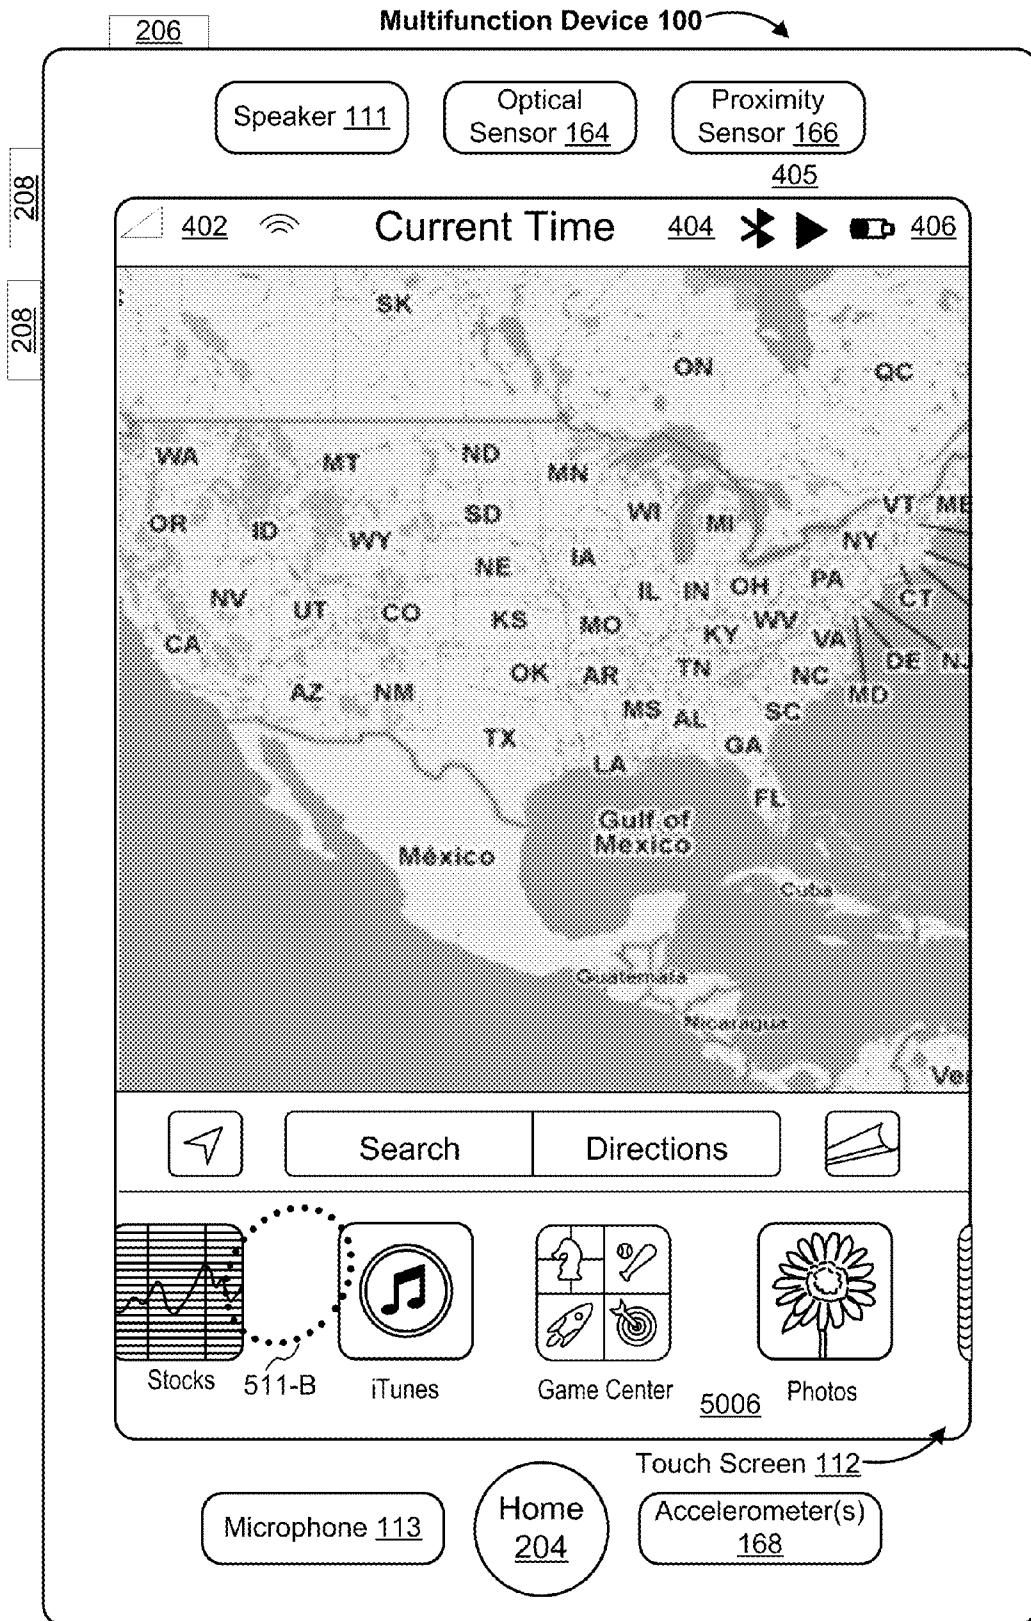 Multifunction Device 100
206
Speaker 111
Optical
Sensor 164
Proximity
Sensor 166
405
208
208
402
Current Time
404
406
SK
ON
QC
WA
MT
ND
MN
OR
ID
WY
SD
WI
MI
VT
ME
NY
NE
IA
NV
UT
CO
IL
IN
OH
PA
CT
KS
MO
KY
WV
VA
CA
DE
NJ
OK
AR
TN
NC
MD
AZ
NM
MS
AL
SC
TX
GA
LA
FL
Gulf of
Mexico
México
Cuba
Guatemala
Nicaragua
Ve
Search
Directions
Stocks
511-B
iTunes
Game Center
Photos
5006
Touch Screen 112
Microphone 113
Home
204
Accelerometer(s)
168